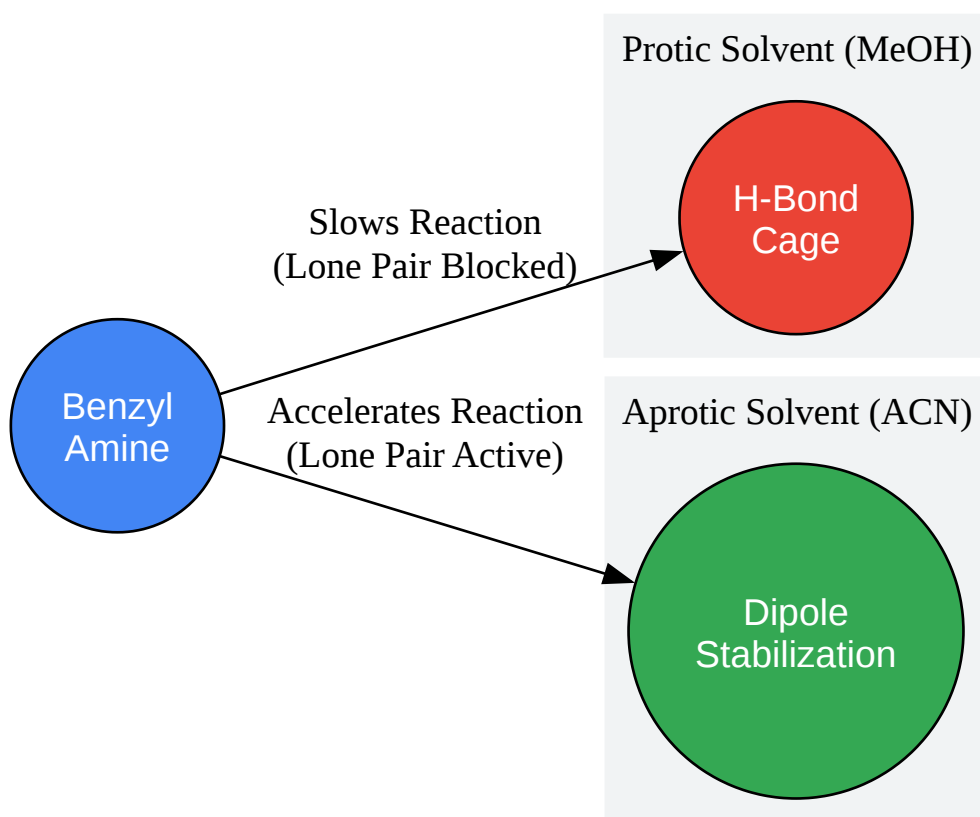 Protic Solvent (MeOH)
H-Bond
Cage
Slows Reaction
(Lone Pair Blocked)
Benzyl
Amine
Accelerates Reaction
(Lone Pair Active)
Aprotic Solvent (ACN)
Dipole
Stabilization